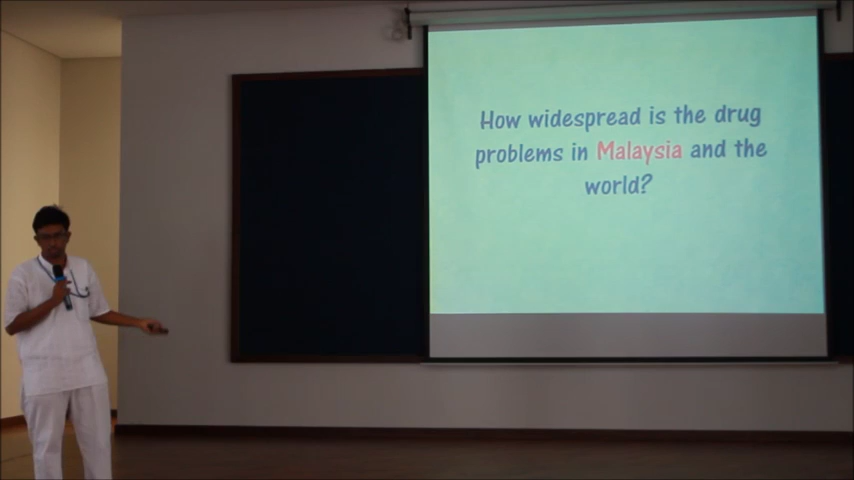 How widespread is the drug
problems in Malaysia and the
world?